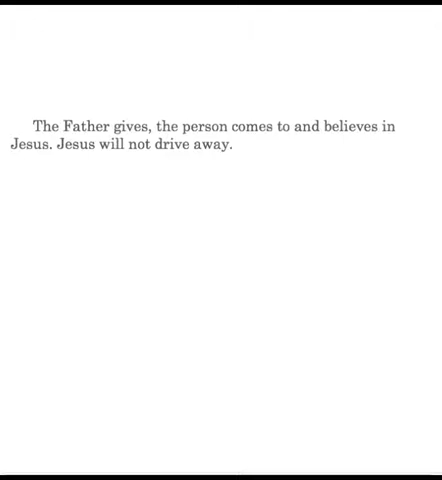 The Father gives, the person comes to and believes in
Jesus. Jesus will not drive away.